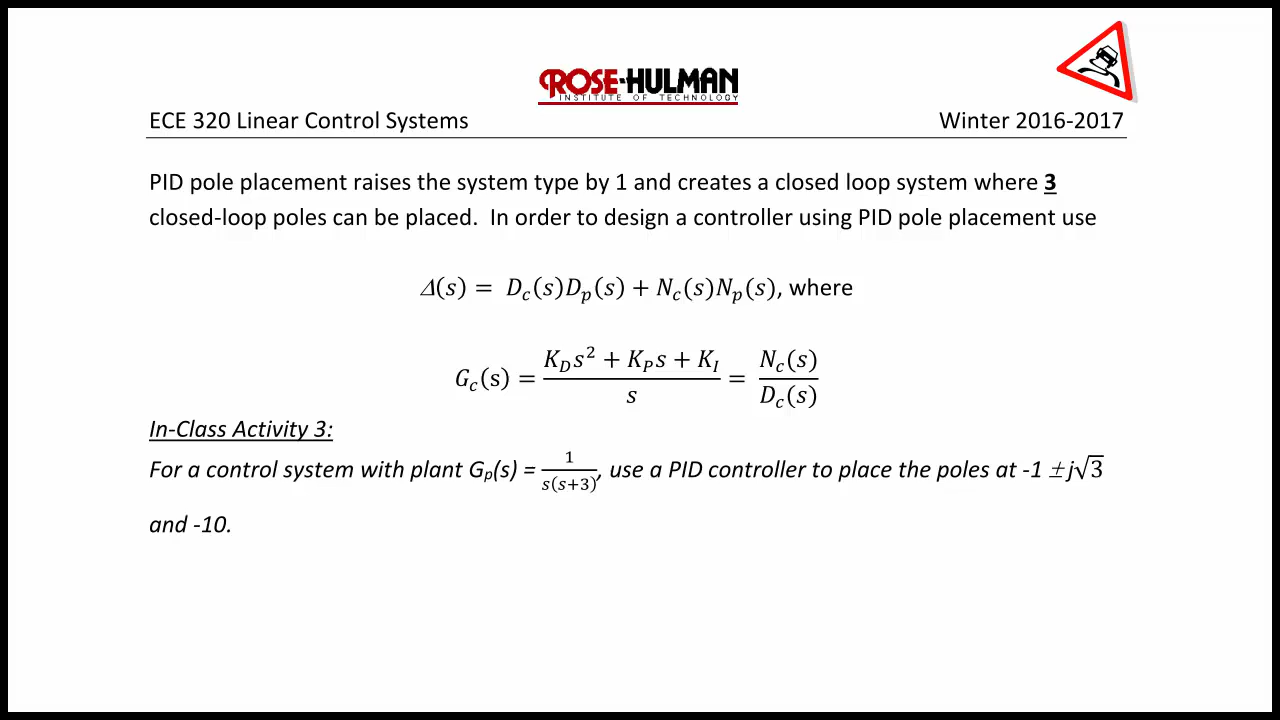 ROSE-HULMAN
INSTITUTE OF TECHNOLOGY
ECE 320 Linear Control Systems Winter 2016-2017
PID pole placement raises the system type by 1 and creates a closed loop system where 3
closed-loop poles can be placed. In order to design a controller using PID pole placement use
𝛥(s) = D_c(s)D_p(s) + N_c(s)N_p(s), where
G_c(s) = (K_D s² + K_P s + K_I)/s = N_c(s)/D_c(s)
In-Class Activity 3:
For a control system with plant G_p(s) = 1/(s(s+3)), use a PID controller to place the poles at -1 ±j√3
and -10.